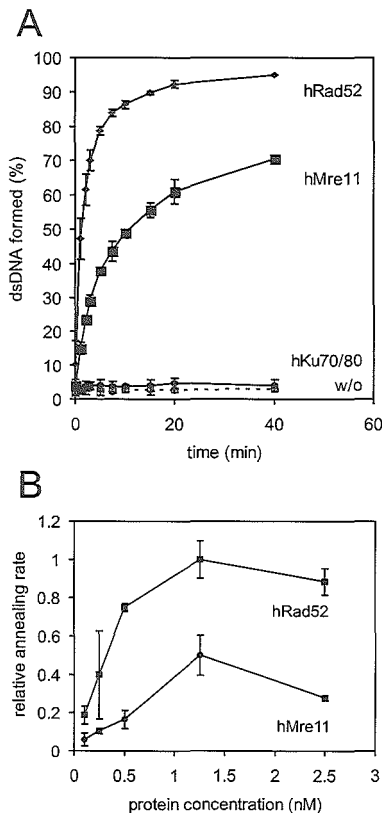 A
100
90
80
70
60
50
40
30
20
10
0
dsDNA formed (%)
hRad52
hMre11
hKu70/80
w/o
0
20
40
60
time (min)
B
1.2
1
0.8
0.6
0.4
0.2
0
relative annealing rate
hRad52
hMre11
0
0.5
1
1.5
2
2.5
3
protein concentration (nM)